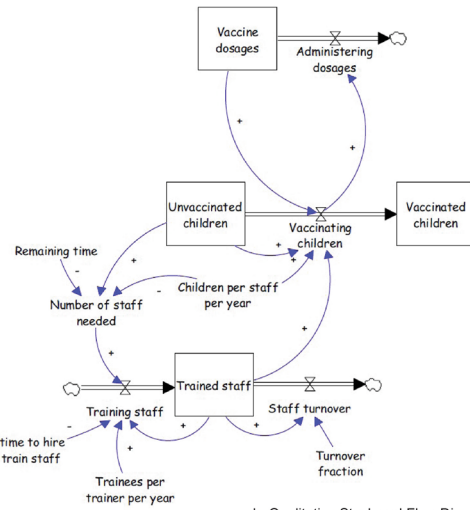 Vaccine
dosages
Administering
dosages
+
+
Unvaccinated
children
Vaccinated
children
Vaccinating
children
Remaining time
+
+
+
-
-
Children per staff
per year
Number of staff
needed
+
+
Trained staff
Training staff
Staff turnover
-
+
+
time to hire
train staff
+
Turnover
fraction
Trainees per
trainer per year